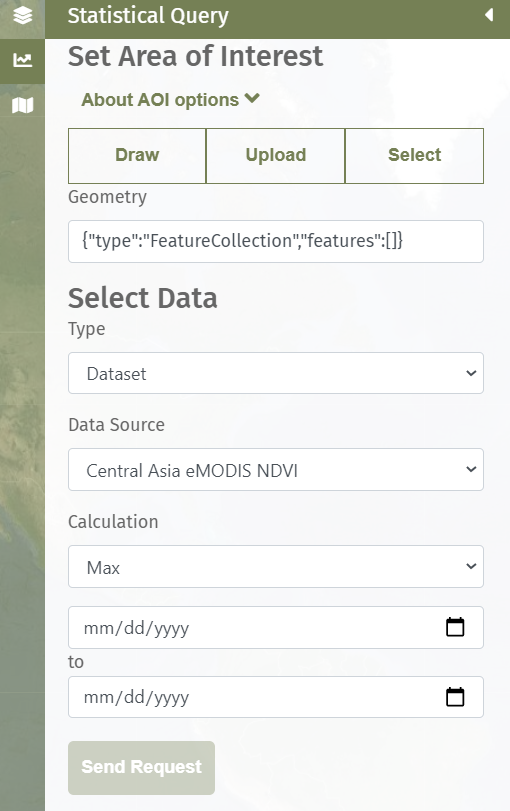 Statistical Query
Set Area of Interest
About AOI options
Draw Upload Select
Geometry
{"type":"FeatureCollection","features":[]}
Select Data
Type
Dataset
Data Source
Central Asia eMODIS NDVI
Calculation
Max
mm/dd/yyyy
to
mm/dd/yyyy
Send Request